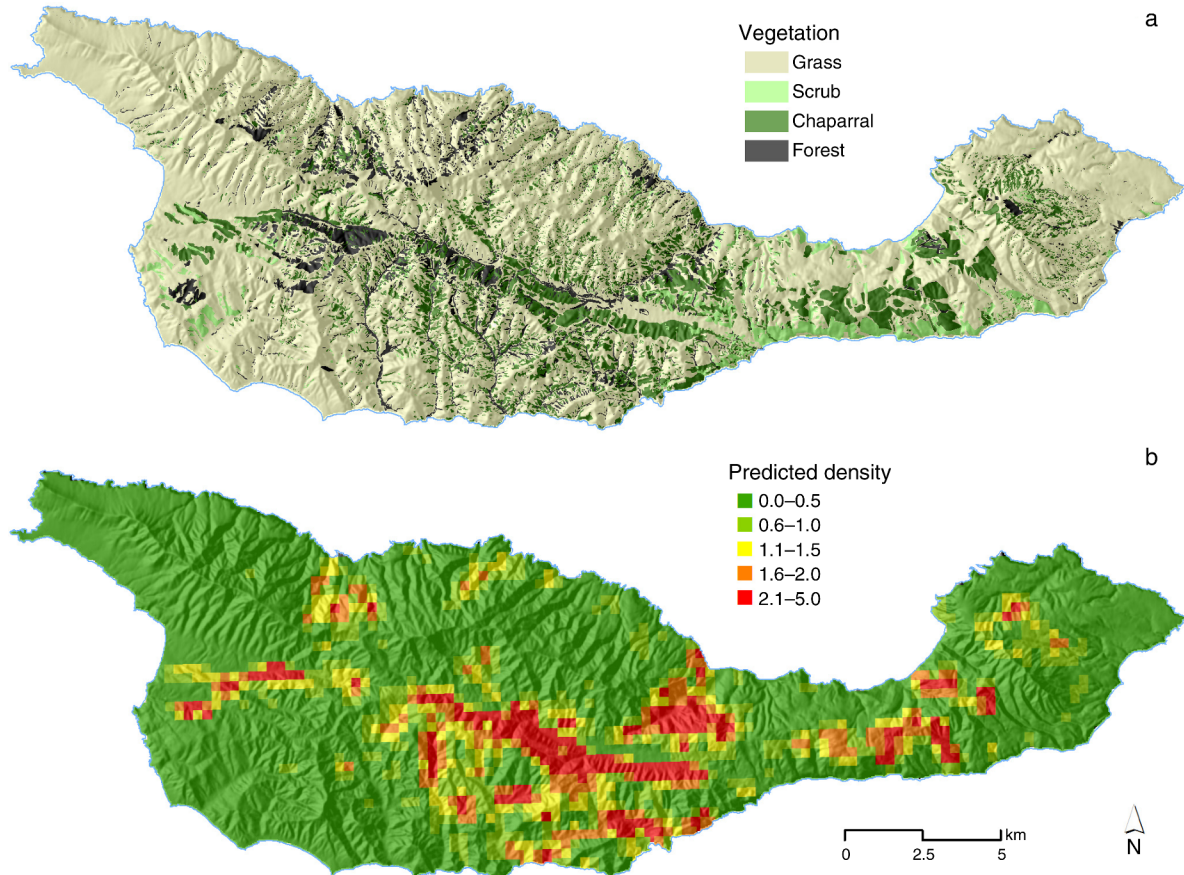 a
Vegetation
Grass
Scrub
Chaparral
Forest
b
Predicted density
0.0–0.5
0.6–1.0
1.1–1.5
1.6–2.0
2.1–5.0
km
0 2.5 5
N